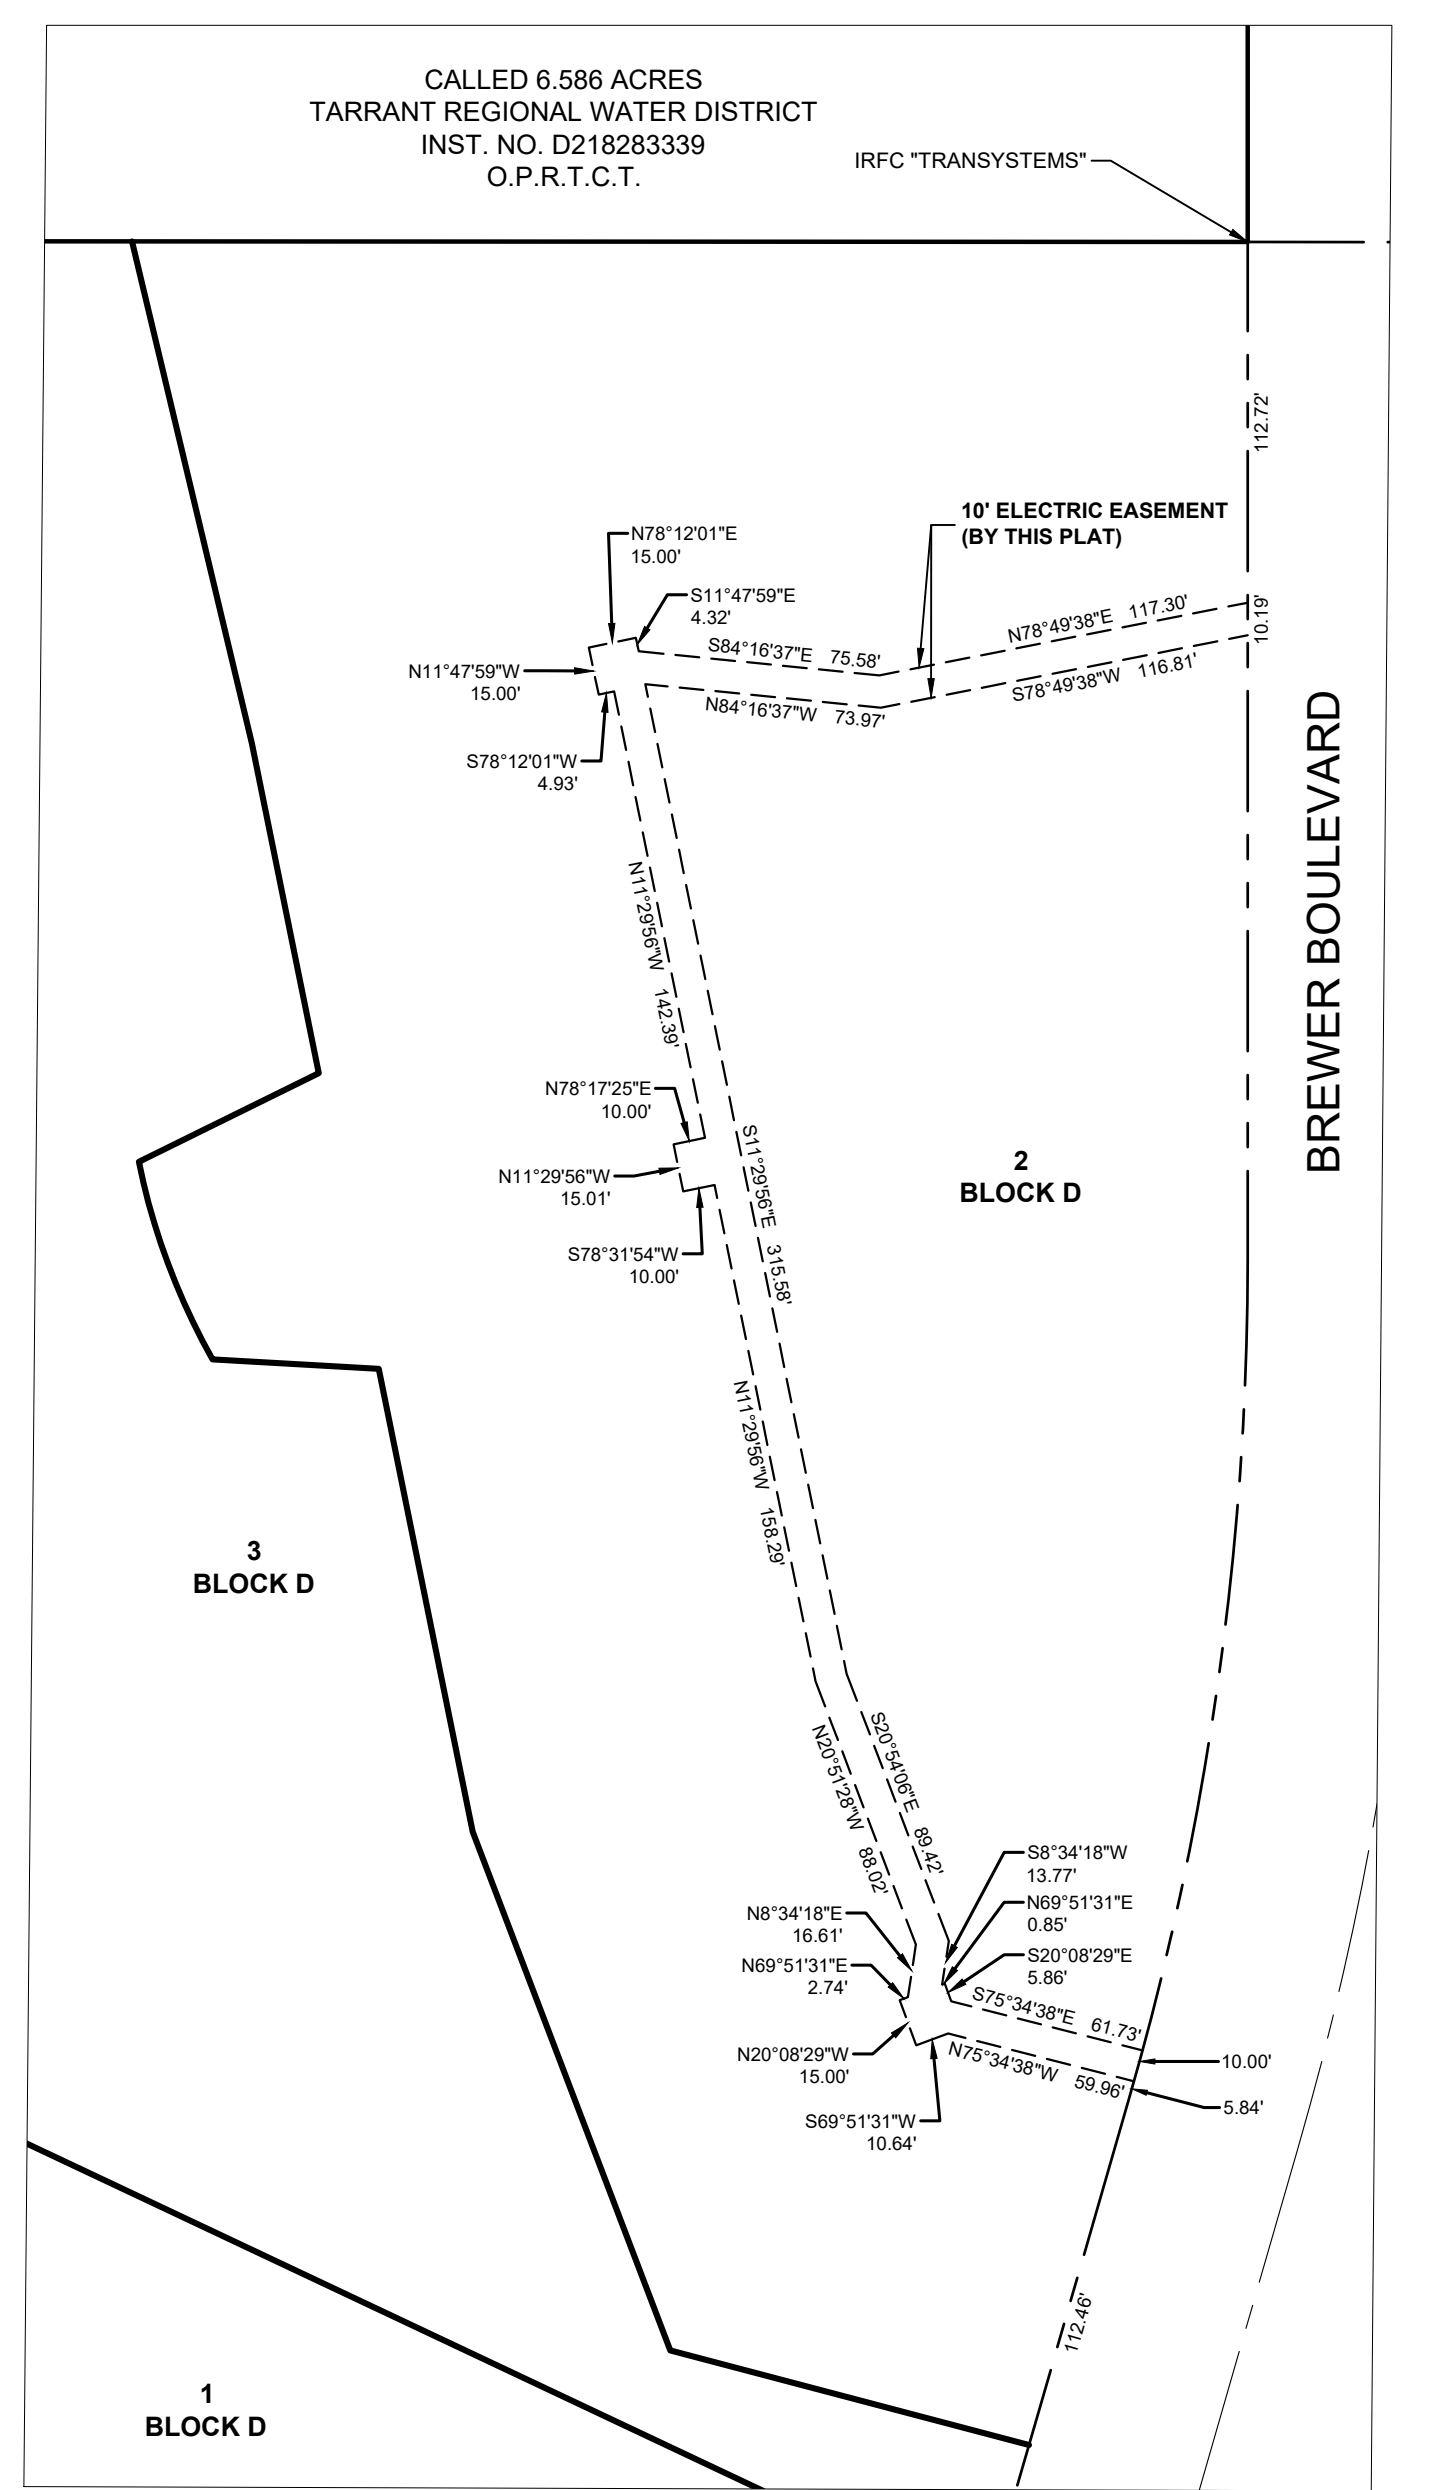 CALLED 6.586 ACRES
TARRANT REGIONAL WATER DISTRICT
INST. NO. D218283339
O.P.R.T.C.T.
IRFC "TRANSYSTEMS"
112.72'
10' ELECTRIC EASEMENT
(BY THIS PLAT)
N78°12'01"E
15.00'
S11°47'59"E
4.32'
N78°49'38"E 117.30'
10.19'
S84°16'37"E 75.58'
N11°47'59"W
15.00'
S78°49'38"W 116.81'
N84°16'37"W 73.97'
S78°12'01"W
4.93'
BREWER BOULEVARD
N11°29'56"W 142.39'
N78°17'25"E
10.00'
S11°29'56"E 315.58'
N11°29'56"W
15.01'
2
BLOCK D
S78°31'54"W
10.00'
N11°29'56"W 158.29'
3
BLOCK D
S20°54'06"E 89.42'
N20°51'28"W 88.02'
S8°34'18"W
13.77'
N69°51'31"E
0.85'
N8°34'18"E
16.61'
S20°08'29"E
5.86'
N69°51'31"E
2.74'
S75°34'38"E 61.73'
N20°08'29"W
15.00'
N75°34'38"W 59.96'
10.00'
5.84'
S69°51'31"W
10.64'
112.46'
1
BLOCK D